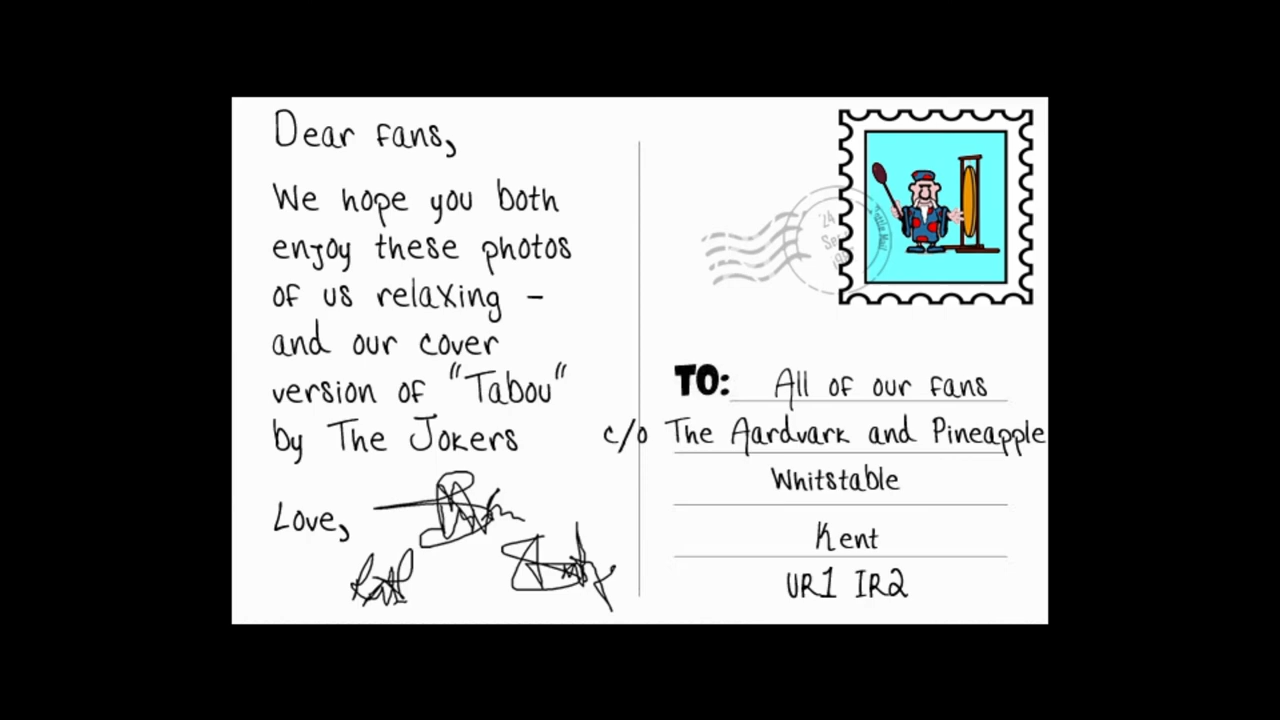 Dear fans,
We hope you both
enjoy these photos
of us relaxing -
and our cover
version of "Tabou"
by The Jokers
Love,
'24
TO: All of our fans
c/o The Aardvark and Pineapple
Whitstable
Kent
UR1 IR2